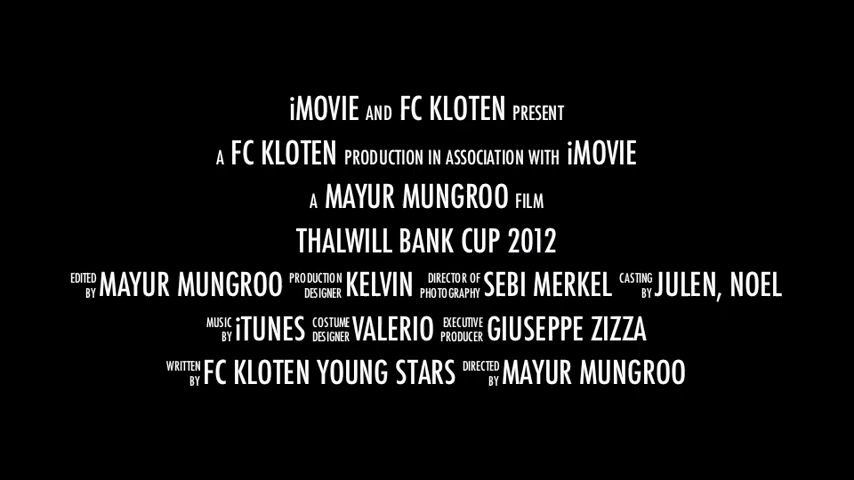 iMOVIE AND FC KLOTEN PRESENT
A FC KLOTEN PRODUCTION IN ASSOCIATION WITH iMOVIE
A MAYUR MUNGROO FILM
THALWILL BANK CUP 2012
EDITED BY MAYUR MUNGROO PRODUCTION DESIGNER KELVIN DIRECTOR OF PHOTOGRAPHY SEBI MERKEL CASTING BY JULEN, NOEL
MUSIC BY iTUNES COSTUME DESIGNER VALERIO EXECUTIVE PRODUCER GIUSEPPE ZIZZA
WRITTEN BY FC KLOTEN YOUNG STARS DIRECTED BY MAYUR MUNGROO